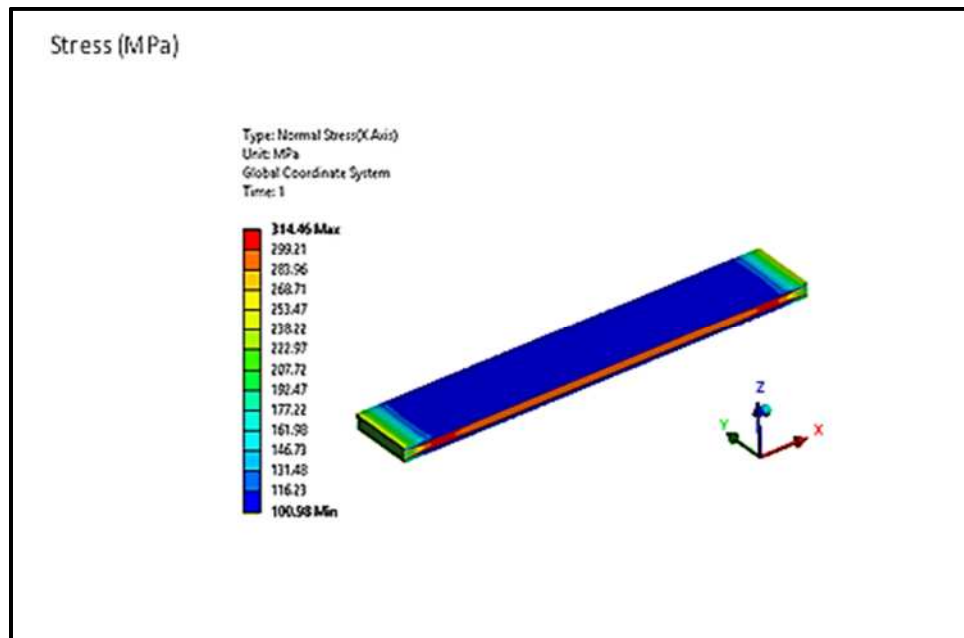 Stress (MPa)
Type: Normal Stress(X Axis)
Unit: MPa
Global Coordinate System
Time: 1
314.46 Max
299.21
283.96
268.71
253.47
238.22
222.97
207.72
192.47
177.22
161.98
146.73
131.48
116.23
100.98 Min
Z
Y
X